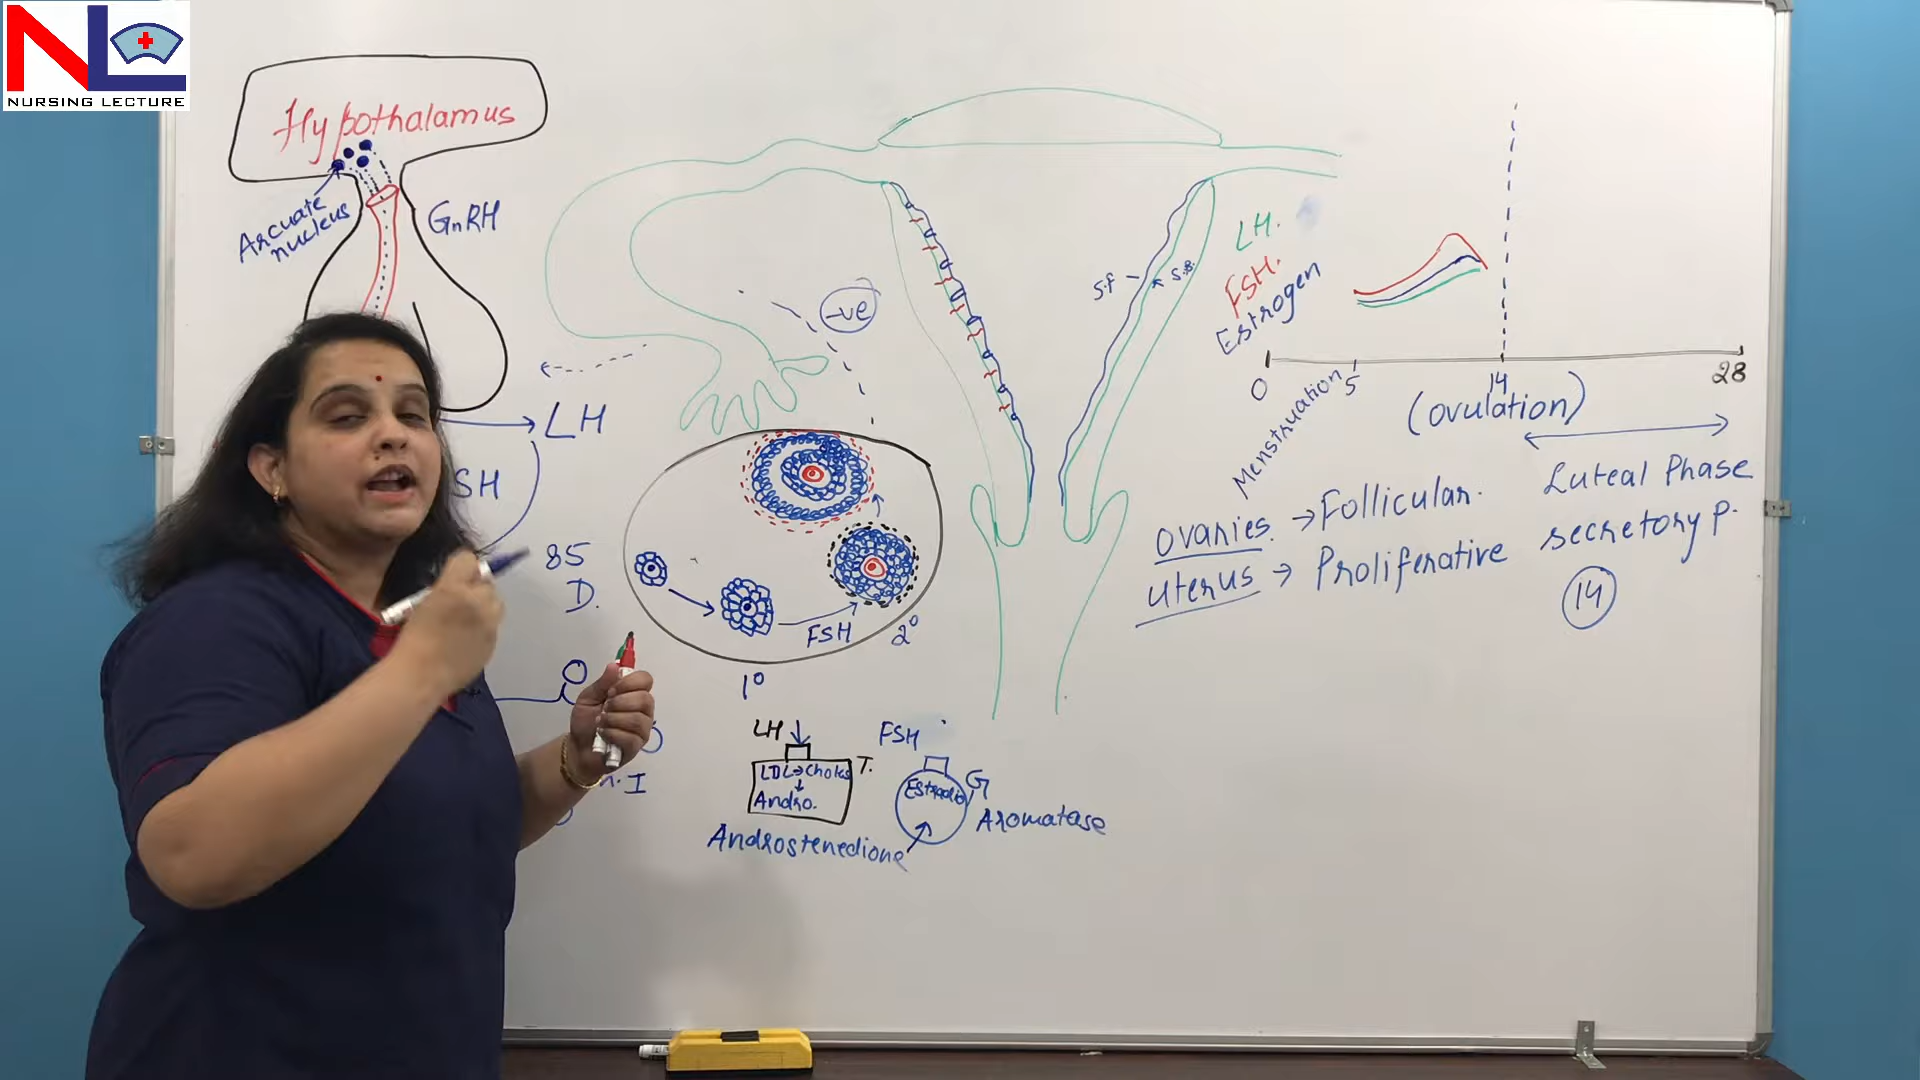 NL
NURSING LECTURE
Hypothalamus
Arcuate
nucleus
GnRH
LH
SH
85
D.
-ve
S.f
S.B.
LH.
FSH.
Estrogen
0
5
14
28
Menstruation
(ovulation)
Luteal Phase
secretory P.
14
ovaries → Follicular.
uterus → Proliferative
FSH
1°
2°
LH
LDL → Choles
T.
Andro.
Androstenedione
FSH
G
Aromatase